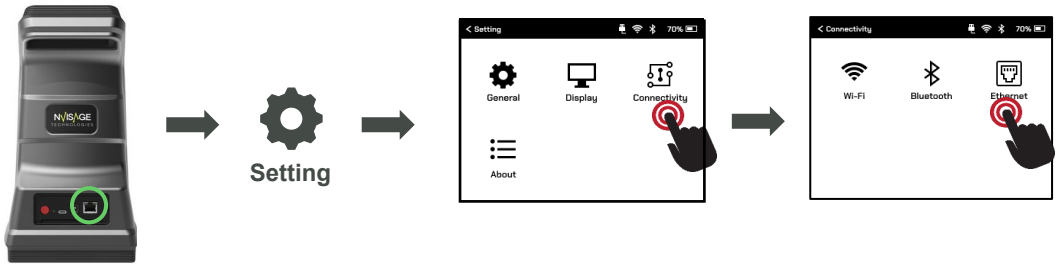 NVISAGE
TECHNOLOGIES
Setting
< Setting 70%
General Display Connectivity
About
< Connectivity 70%
Wi-Fi Bluetooth Ethernet